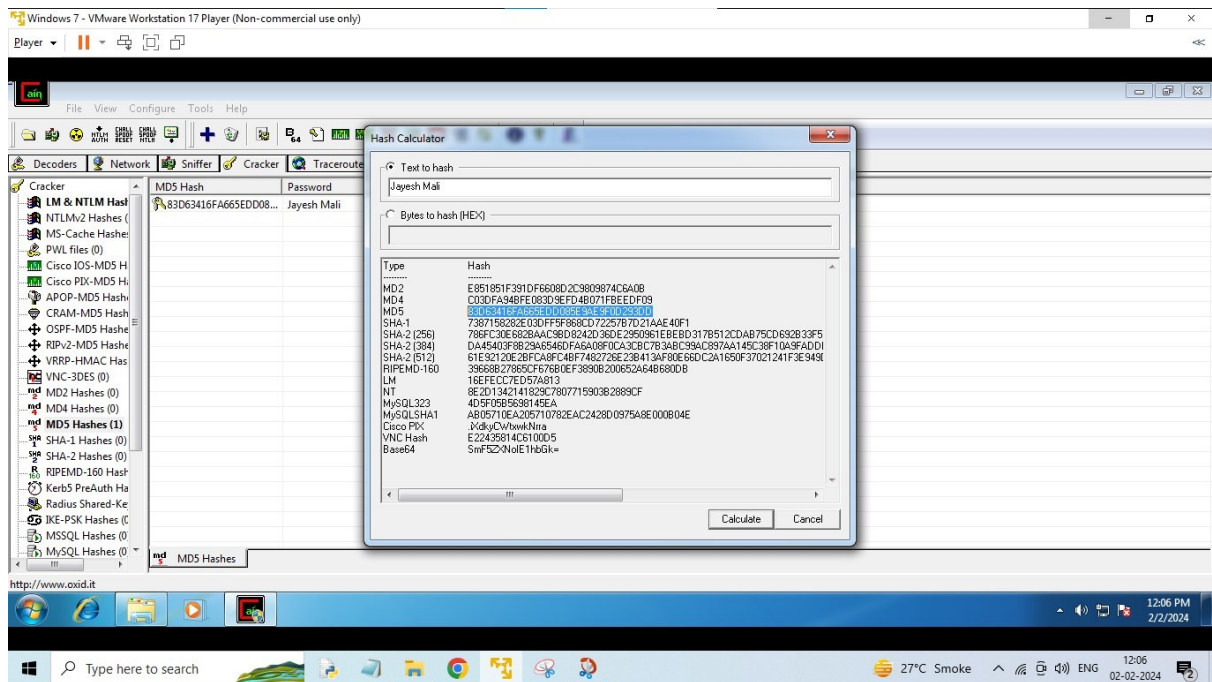 Windows 7 - VMware Workstation 17 Player (Non-commercial use only)
Player
File View Configure Tools Help
Decoders Network Sniffer Cracker Traceroute
Cracker
LM & NTLM Hash
NTLMv2 Hashes (
MS-Cache Hashes
PWL files (0)
Cisco IOS-MD5 H
Cisco PIX-MD5 Ha
APOP-MD5 Hash
CRAM-MD5 Hash
OSPF-MD5 Hashe
RIPv2-MD5 Hashe
VRRP-HMAC Has
VNC-3DES (0)
MD2 Hashes (0)
MD4 Hashes (0)
MD5 Hashes (1)
SHA-1 Hashes (0)
SHA-2 Hashes (0)
RIPEMD-160 Hash
Kerb5 PreAuth Ha
Radius Shared-Ke
IKE-PSK Hashes (0
MSSQL Hashes (0
MySQL Hashes (0
MD5 Hash Password
83D63416FA665EDD08... Jayesh Mali
MD5 Hashes
Hash Calculator
Text to hash
Jayesh Mali
Bytes to hash (HEX)
Type Hash
MD2 E851851F391DF6608D2C9809874C6A0B
MD4 C03DFA94BFE083D9EFD4B071FBEEDF09
MD5 83D63416FA665EDD085E9AE9F0D293DD
SHA-1 7387158282E03DFF5F868CD72257B7D21AAE40F1
SHA-2 (256) 786FC30E682BAAC9BD8242D36DE2950961EBEBD317B512CDAB75CD692B33F5
SHA-2 (384) DA45403F8B29A6546DFA6A08F0CA3CBC7B3ABC99AC897AA145C38F10A9FADDI
SHA-2 (512) 61E92120E2BFCA8FC4BF7482726E23B413AF80E66DC2A1650F37021241F3E949
RIPEMD-160 39668B27865CF676B0EF3890B200652A64B680DB
LM 16EFECC7ED57A813
NT 8E2D1342141829C7807715903B2889CF
MySQL323 4D5F05B5698145EA
MySQLSHA1 AB05710EA205710782EAC2428D0975A8E000B04E
Cisco PIX .iXdkyCWtxwkNrra
VNC Hash E22435814C6100D5
Base64 SmF5ZXNoIE1hbGk=
Calculate Cancel
http://www.oxid.it
12:06 PM
2/2/2024
Type here to search
27°C Smoke
ENG
12:06
02-02-2024